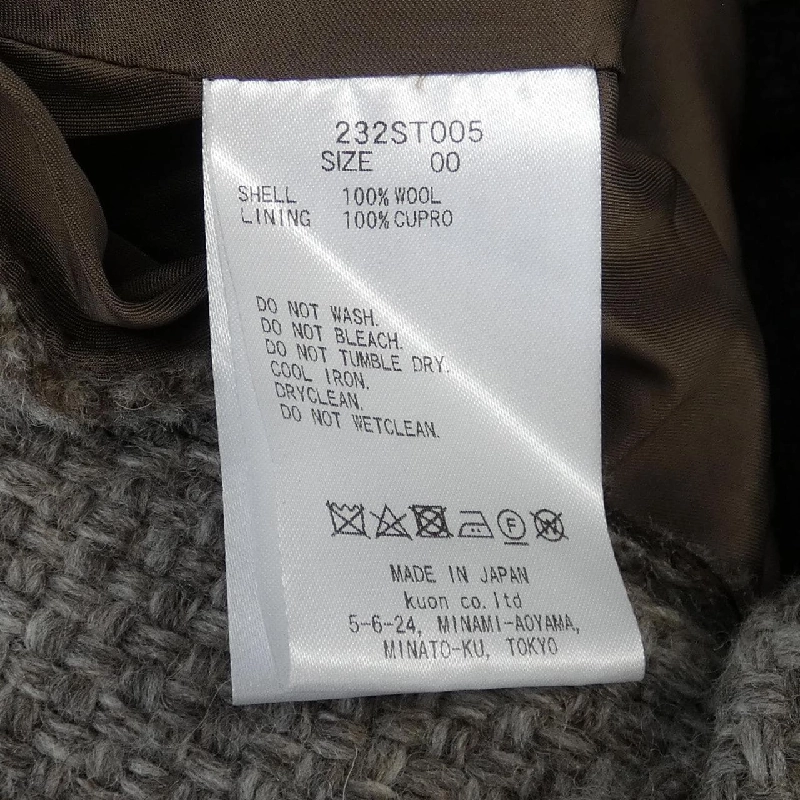 232ST005
SIZE 00
SHELL 100% WOOL
LINING 100% CUPRO
DO NOT WASH.
DO NOT BLEACH.
DO NOT TUMBLE DRY.
COOL IRON.
DRYCLEAN.
DO NOT WETCLEAN.
F W
MADE IN JAPAN
kuon co.ltd
5-6-24, MINAMI-AOYAMA,
MINATO-KU, TOKYO